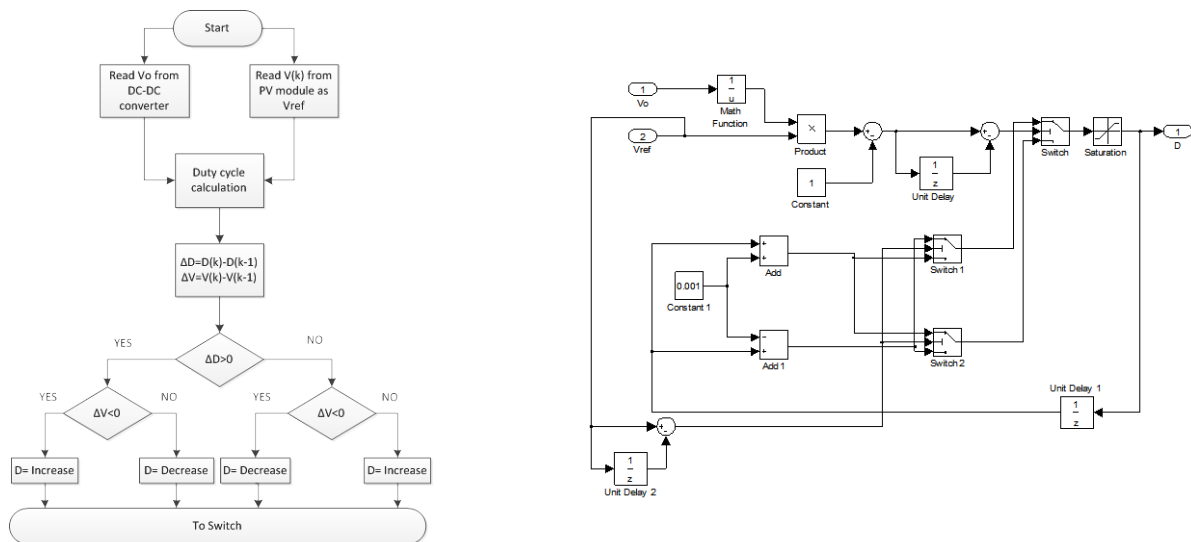 Start
Read Vo from
DC-DC
converter
Read V(k) from
PV module as
Vref
Duty cycle
calculation
ΔD=D(k)-D(k-1)
ΔV=V(k)-V(k-1)
YES
NO
ΔD>0
YES
ΔV<0
NO
YES
ΔV<0
NO
D= Increase
D= Decrease
D= Decrease
D= Increase
To Switch
1
Vo
1
u
Math
Function
2
Vref
×
Product
+
-
+
-
1
Constant
1
z
Unit Delay
Switch
Saturation
1
D
+
+
Add
0.001
Constant 1
-
+
Add 1
Switch 1
Switch 2
Unit Delay 1
1
z
+
-
1
z
Unit Delay 2